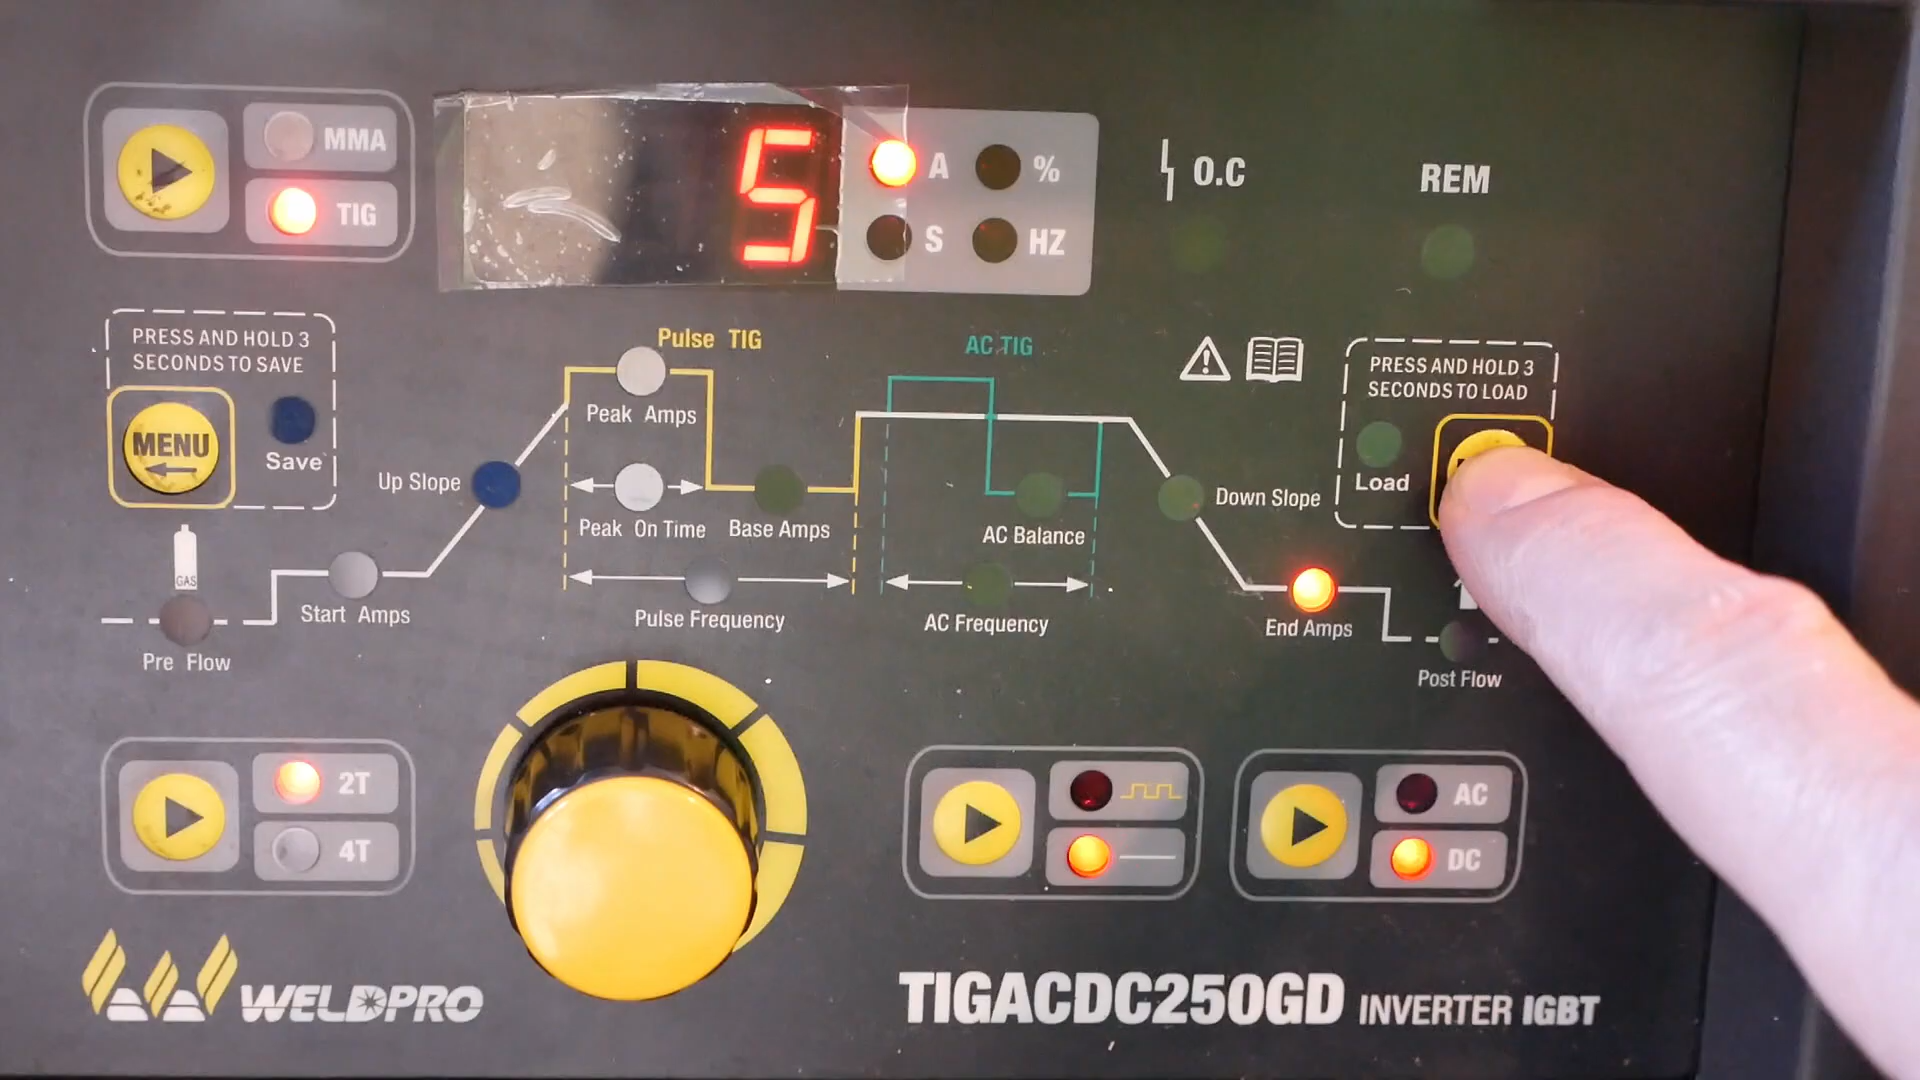 MMA
TIG
5
A
%
S
HZ
O.C
REM
PRESS AND HOLD 3
SECONDS TO SAVE
MENU
Save
Pulse TIG
Peak Amps
Up Slope
Peak On Time
Base Amps
Pulse Frequency
AC TIG
AC Balance
AC Frequency
Down Slope
PRESS AND HOLD 3
SECONDS TO LOAD
Load
GAS
Start Amps
Pre Flow
End Amps
Post Flow
2T
4T
AC
DC
WELDPRO
TIGACDC250GD INVERTER IGBT